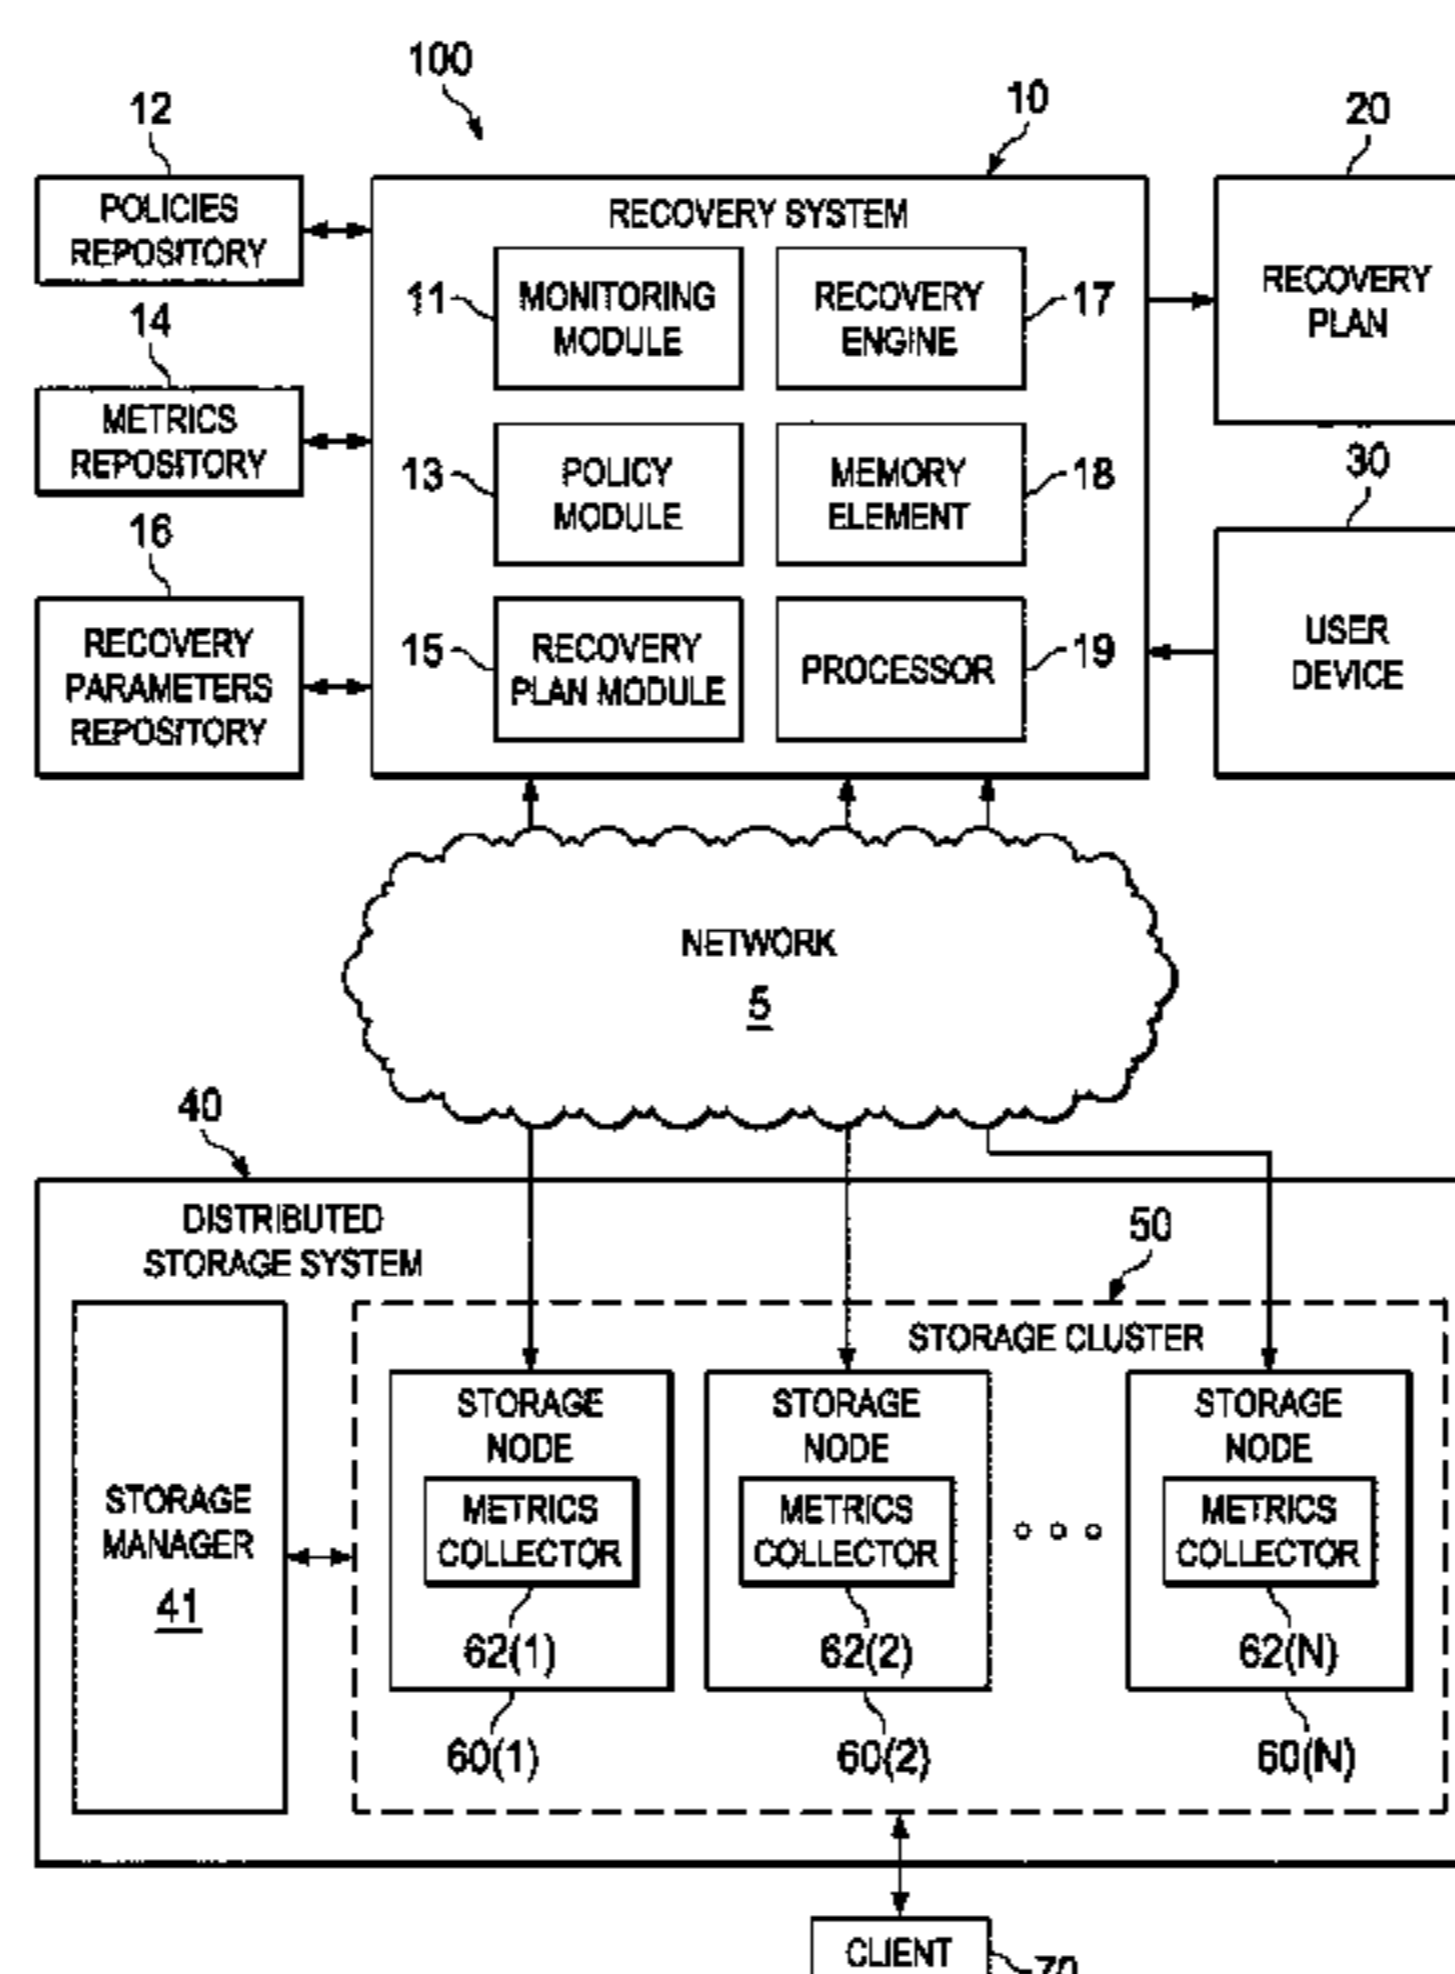 100
12
10
20
POLICIES
REPOSITORY
RECOVERY SYSTEM
11
MONITORING
MODULE
RECOVERY
ENGINE
17
RECOVERY
PLAN
14
METRICS
REPOSITORY
13
POLICY
MODULE
MEMORY
ELEMENT
18
30
16
RECOVERY
PARAMETERS
REPOSITORY
15
RECOVERY
PLAN MODULE
PROCESSOR
19
USER
DEVICE
NETWORK
5
40
DISTRIBUTED
STORAGE SYSTEM
50
STORAGE CLUSTER
STORAGE
MANAGER
41
STORAGE
NODE
METRICS
COLLECTOR
62(1)
60(1)
STORAGE
NODE
METRICS
COLLECTOR
62(2)
60(2)
STORAGE
NODE
METRICS
COLLECTOR
62(N)
60(N)
CLIENT
70